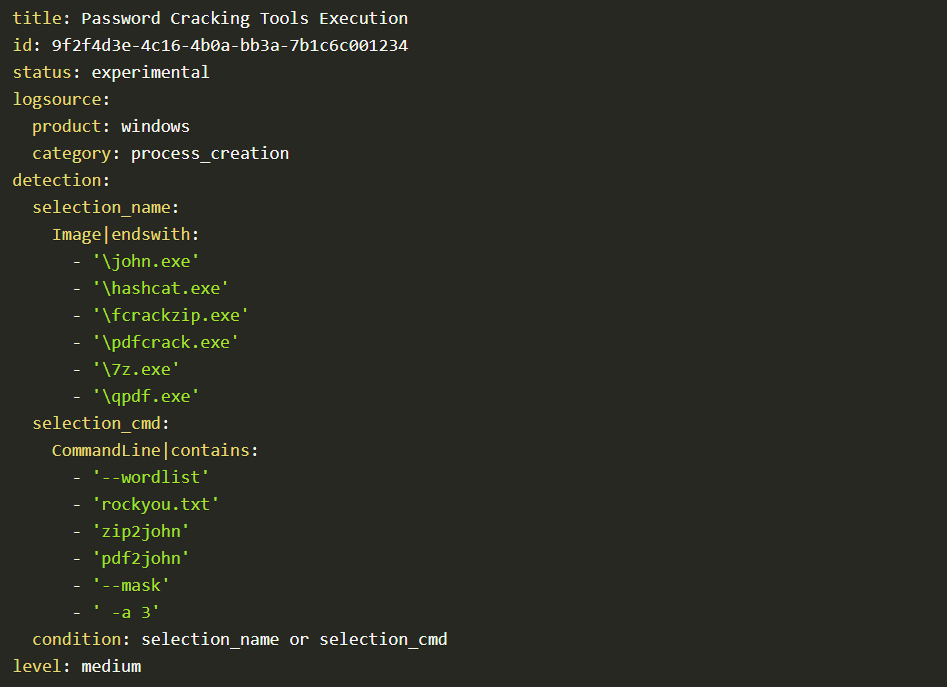 title: Password Cracking Tools Execution
id: 9f2f4d3e-4c16-4b0a-bb3a-7b1c6c001234
status: experimental
logsource:
  product: windows
  category: process_creation
detection:
  selection_name:
    Image|endswith:
      - '\john.exe'
      - '\hashcat.exe'
      - '\fcrackzip.exe'
      - '\pdfcrack.exe'
      - '\7z.exe'
      - '\qpdf.exe'
  selection_cmd:
    CommandLine|contains:
      - '--wordlist'
      - 'rockyou.txt'
      - 'zip2john'
      - 'pdf2john'
      - '--mask'
      - ' -a 3'
  condition: selection_name or selection_cmd
level: medium